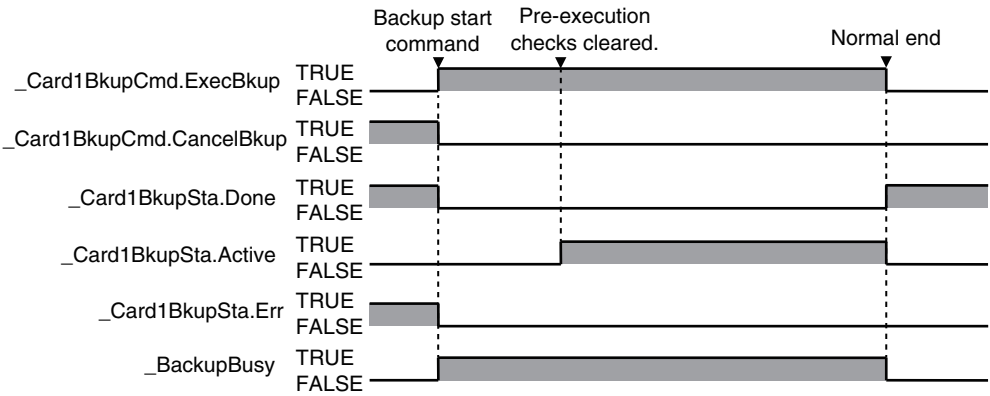 Backup start
command
Pre-execution
checks cleared.
Normal end
_Card1BkupCmd.ExecBkup
TRUE
FALSE
_Card1BkupCmd.CancelBkup
TRUE
FALSE
_Card1BkupSta.Done
TRUE
FALSE
_Card1BkupSta.Active
TRUE
FALSE
_Card1BkupSta.Err
TRUE
FALSE
_BackupBusy
TRUE
FALSE